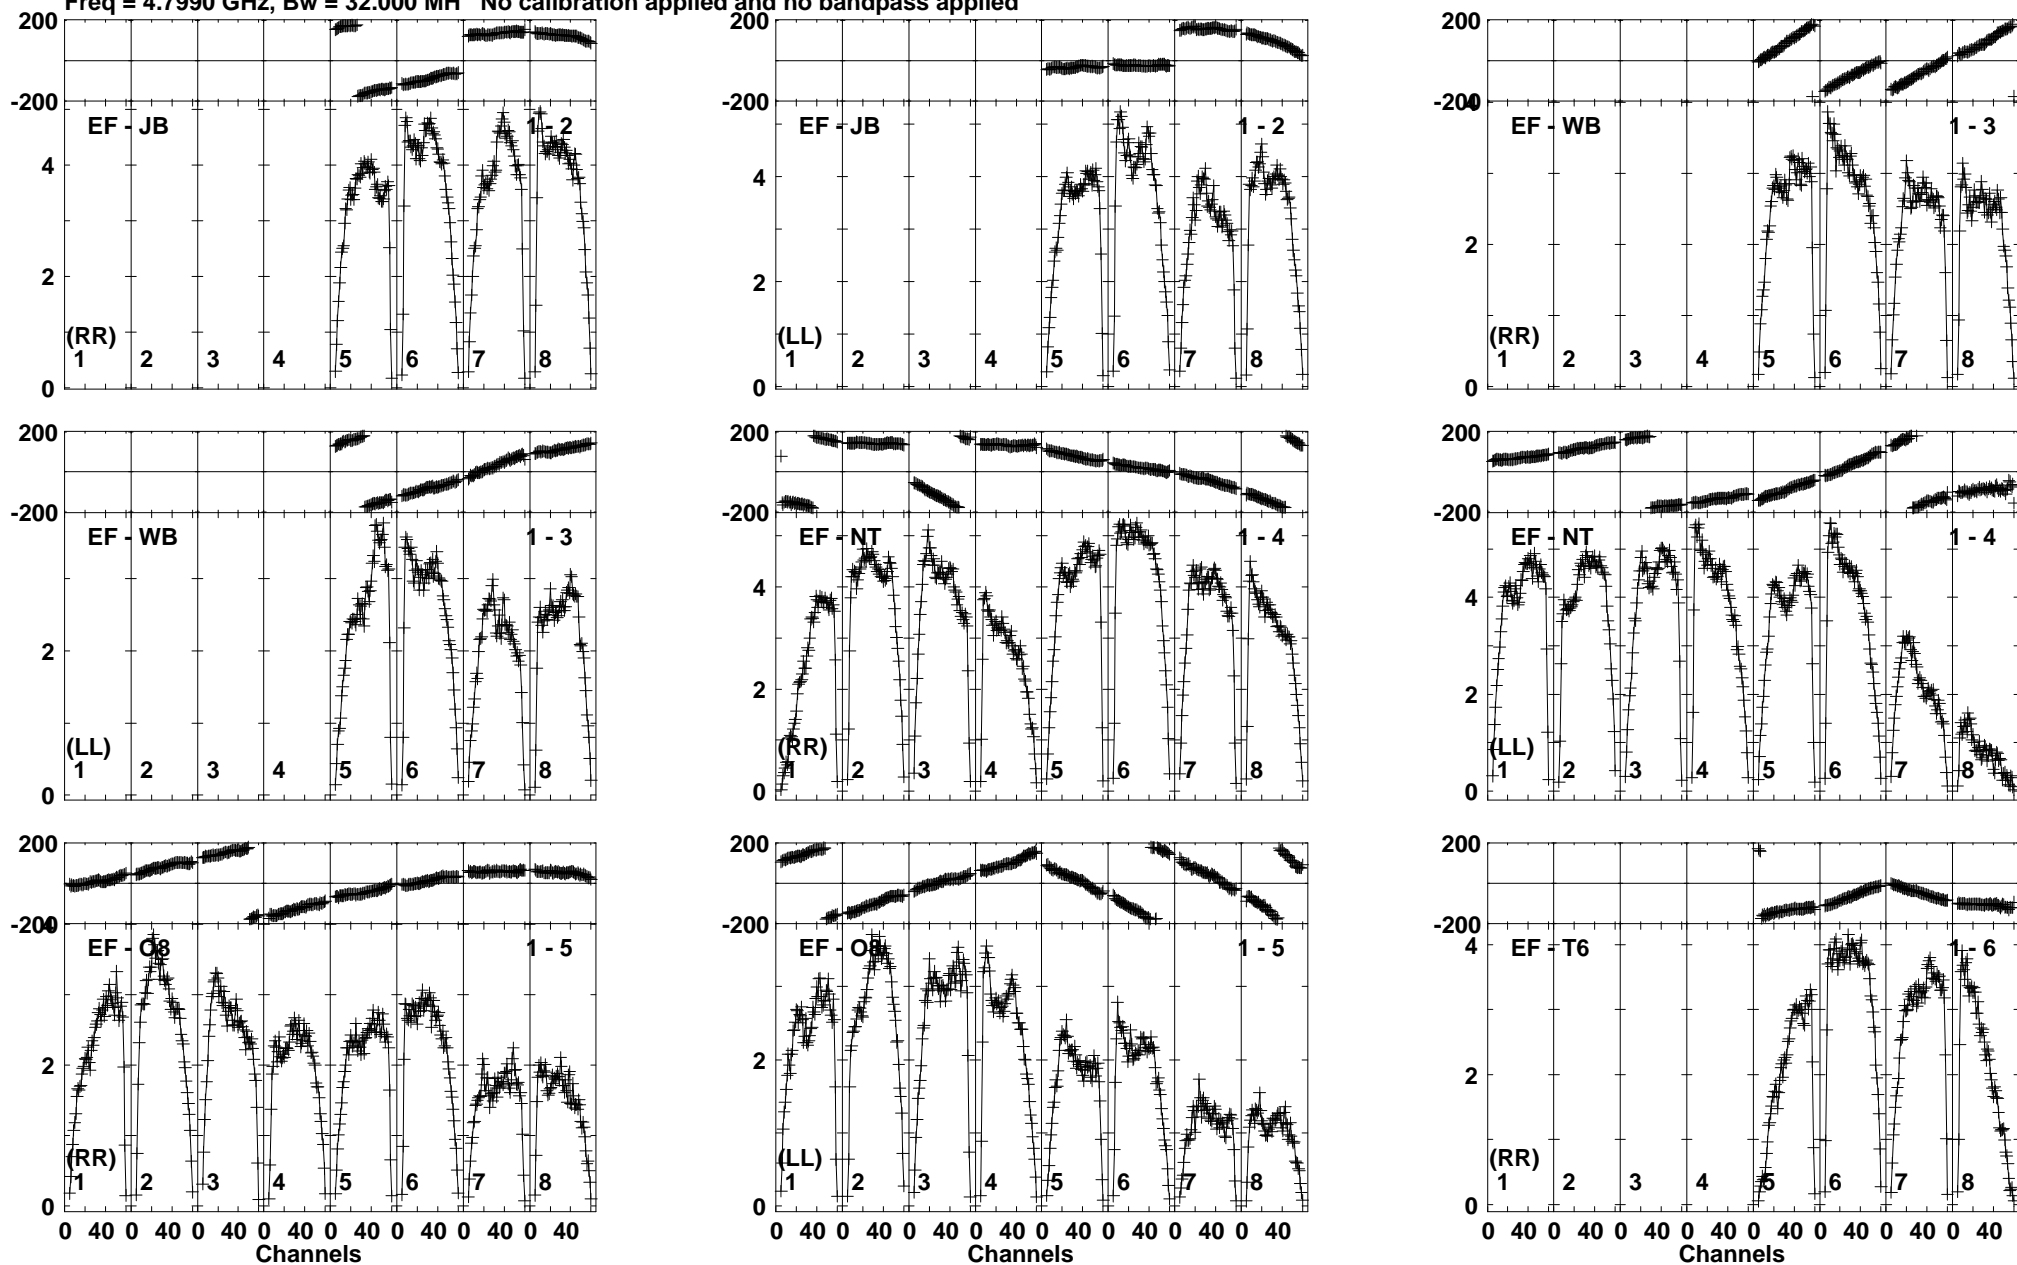 Freq = 4.7990 GHz, Bw = 32.000 MH No calibration applied and no bandpass applied
200 200 200
-200 -200 -200
4
EF - JB 1 - 2 EF - JB 1 - 2 EF - WB 1 - 3
4 4
2 2 2
(RR) (LL) (RR)
1 2 3 4 5 6 7 8 1 2 3 4 5 6 7 8 1 2 3 4 5 6 7 8
0 0 0
200 200 200
-200 -200 -200
EF - WB 1 - 3 EF - NT 1 - 4 EF - NT 1 - 4
4 4
2 2 2
(LL) (RR) (LL)
1 2 3 4 5 6 7 8 1 2 3 4 5 6 7 8 1 2 3 4 5 6 7 8
0 0 0
200 200 200
-200 -200 -200
4
EF - O8 1 - 5 EF - O8 1 - 5 EF - T6 1 - 6
4
2 2 2
(RR) (LL) (RR)
1 2 3 4 5 6 7 8 1 2 3 4 5 6 7 8 1 2 3 4 5 6 7 8
0 0 0
0 40 0 40 0 40 0 40 0 40 0 40 0 40 0 40 0 40 0 40 0 40 0 40 0 40 0 40 0 40 0 40 0 40 0 40 0 40 0 40 0 40 0 40 0 40 0 40
Channels Channels Channels